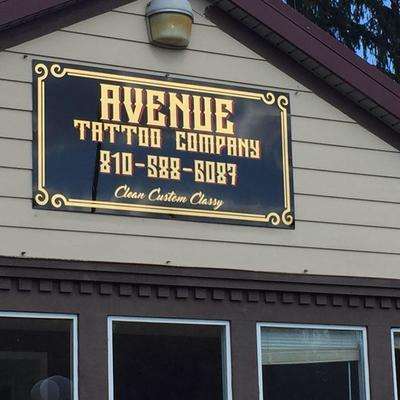 AVENUE
TATTOO COMPANY
810-588-6087
Clean Custom Classy